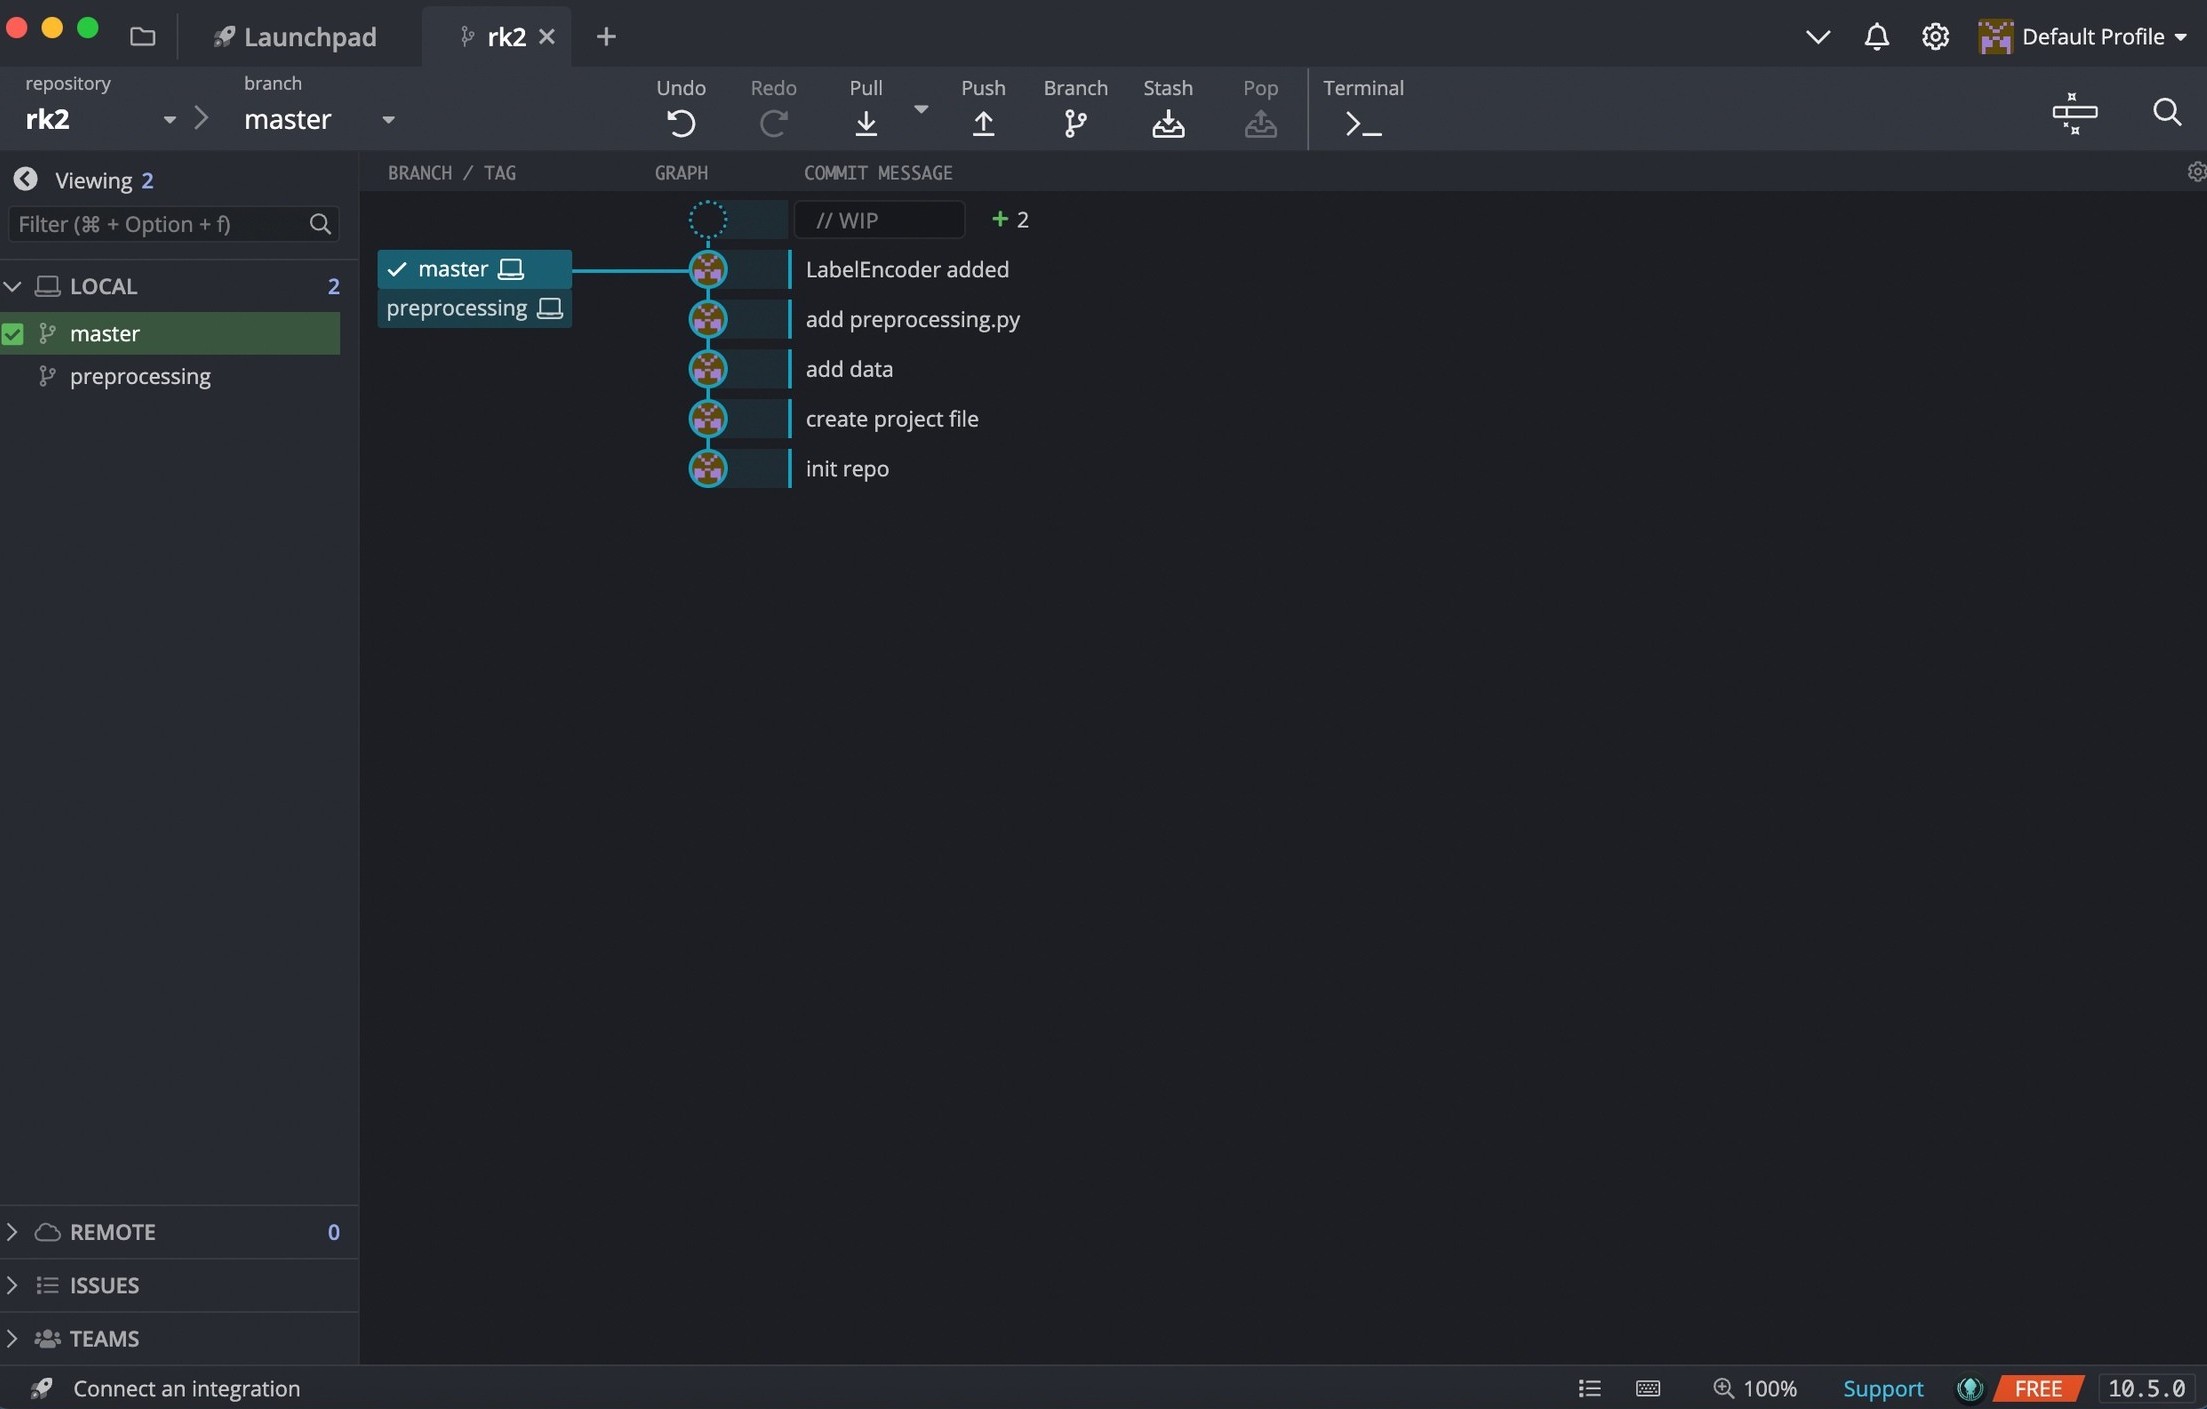 Launchpad
rk2
Default Profile
repository
rk2
branch
master
Undo
Redo
Pull
Push
Branch
Stash
Pop
Terminal
Viewing 2
Filter (⌘ + Option + f)
LOCAL 2
master
preprocessing
BRANCH / TAG
GRAPH
COMMIT MESSAGE
// WIP
+ 2
master
LabelEncoder added
preprocessing
add preprocessing.py
add data
create project file
init repo
REMOTE 0
ISSUES
TEAMS
Connect an integration
100%
Support
FREE
10.5.0